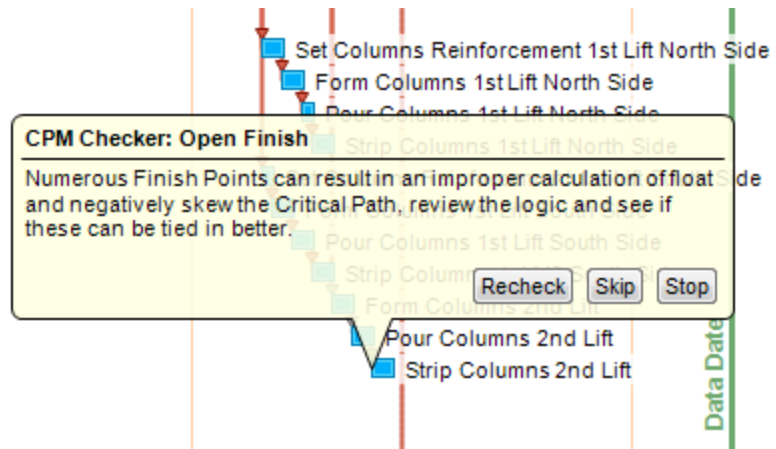 Set Columns Reinforcement 1st Lift North Side
Form Columns 1st Lift North Side
Pour Columns 1st Lift North Side
CPM Checker: Open Finish
Strip Columns 1st Lift North Side
Numerous Finish Points can result in an improper calculation of float
and negatively skew the Critical Path, review the logic and see if
these can be tied in better.
Pour Columns 1st Lift South Side
Recheck
Skip
Stop
Form Columns 2nd Lift
Pour Columns 2nd Lift
Strip Columns 2nd Lift
Data Date